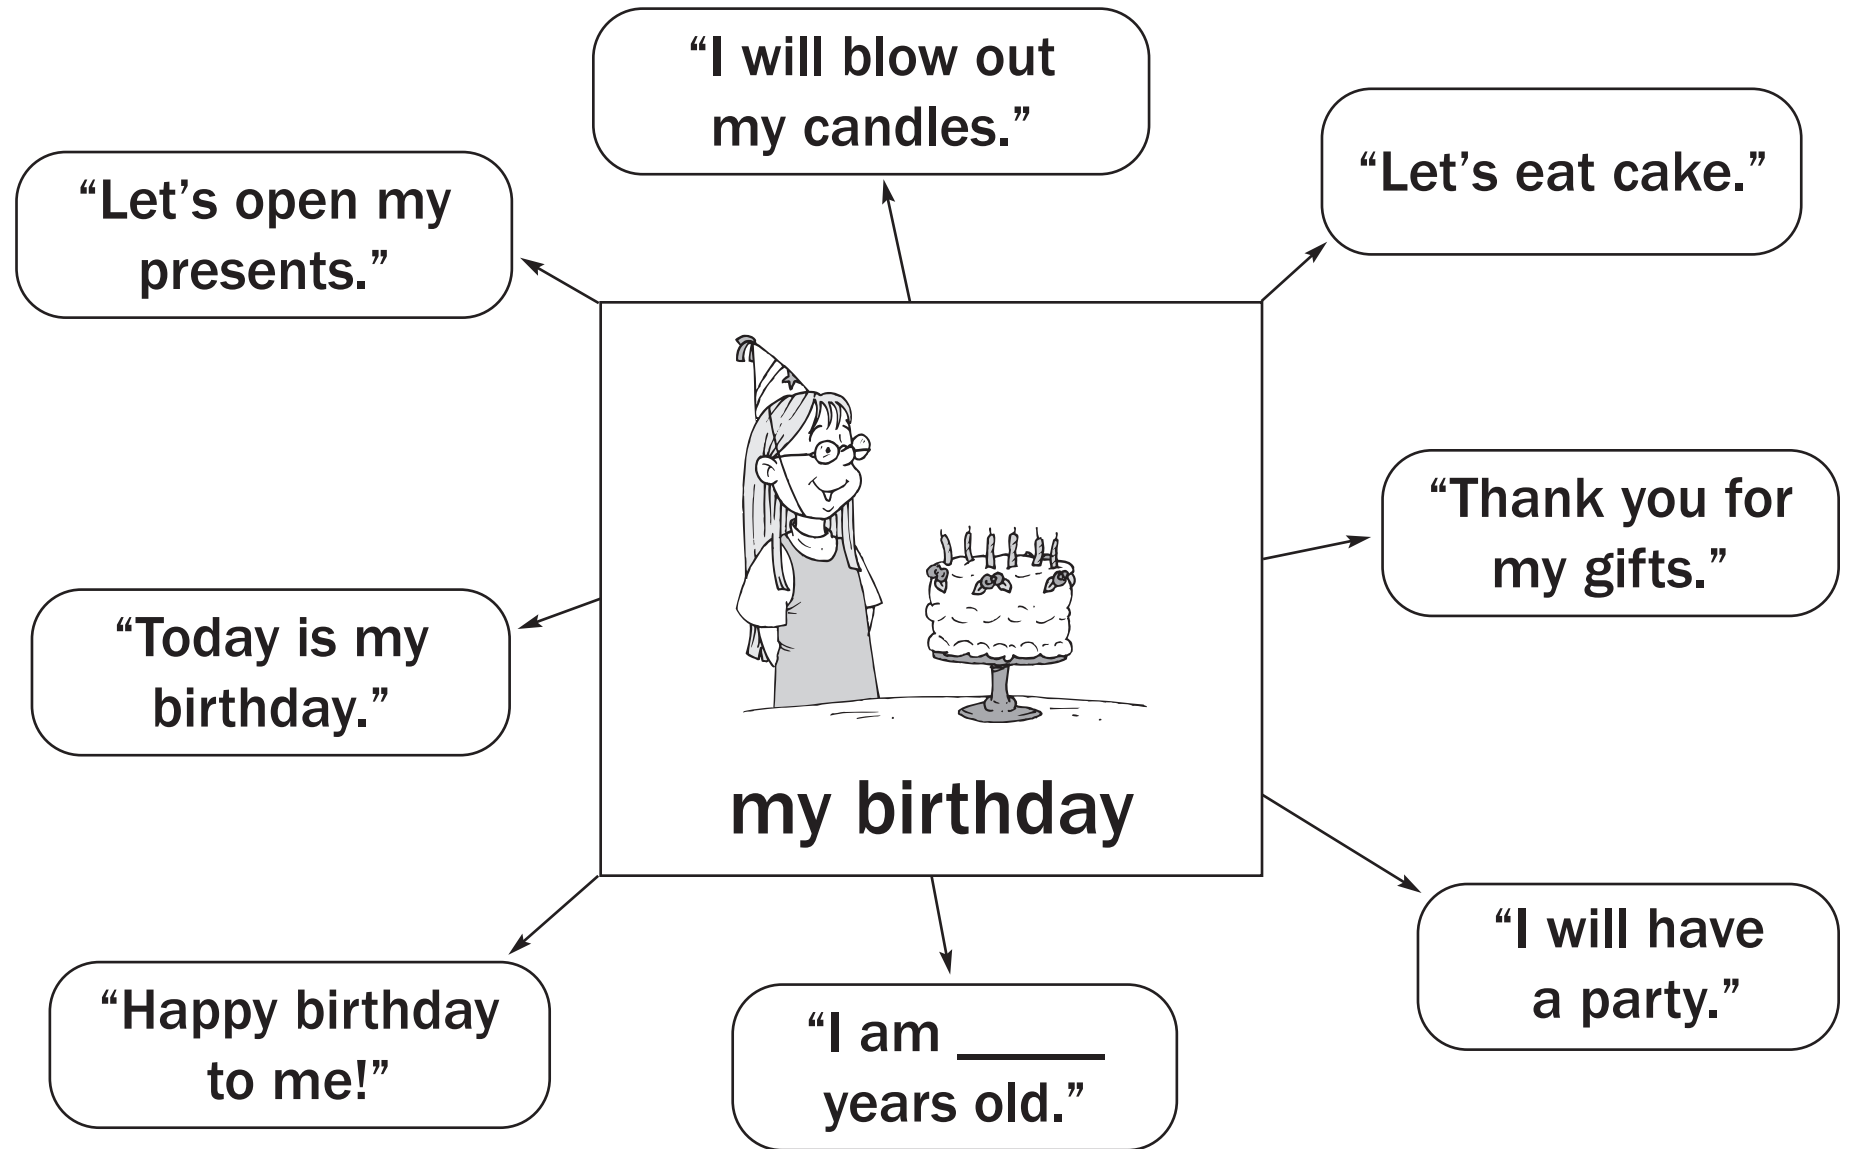 “I will blow out
my candles.”
“Let’s eat cake.”
“Let’s open my
presents.”
“Thank you for
my gifts.”
“Today is my
birthday.”
my birthday
“I will have
a party.”
“Happy birthday
to me!”
“I am ______
years old.”